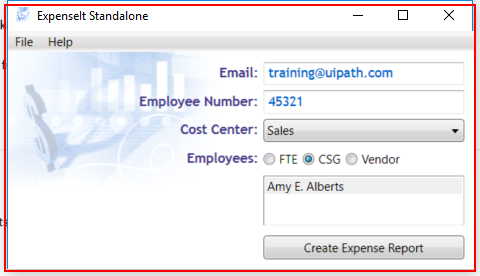 ExpenseIt Standalone
File Help
Email: training@uipath.com
Employee Number: 45321
Cost Center: Sales
Employees: FTE CSG Vendor
Amy E. Alberts
Create Expense Report